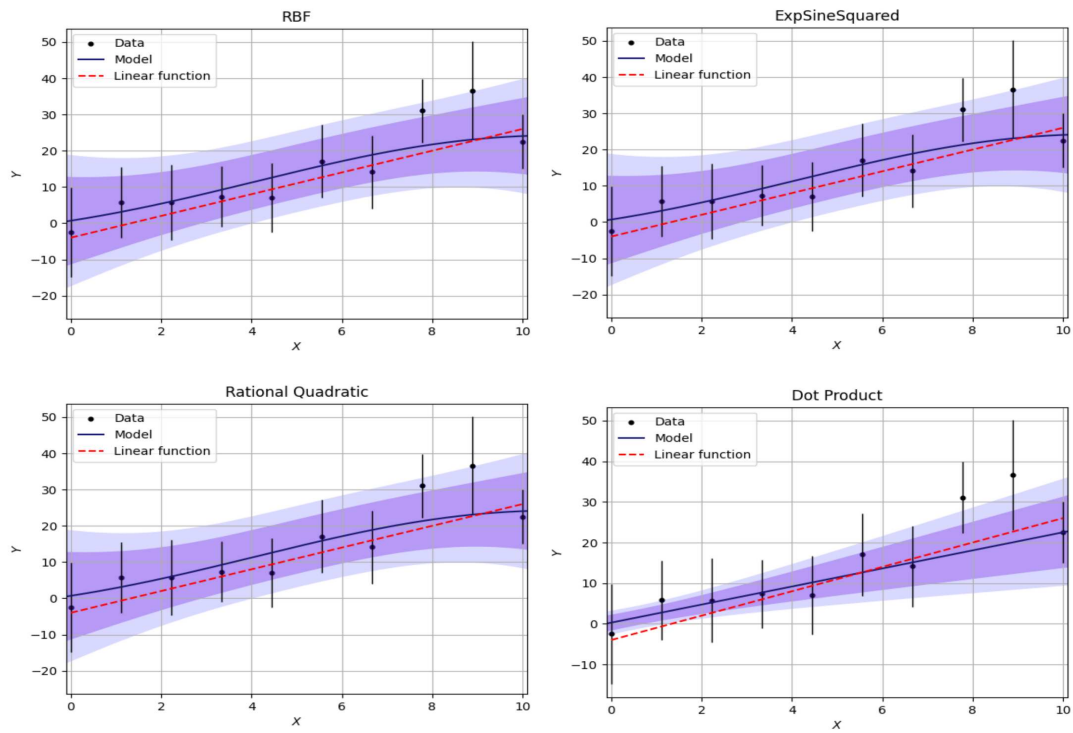 RBF
50
40
30
20
10
0
−10
−20
Y
Data
Model
Linear function
0 2 4 6 8 10
X
ExpSineSquared
50
40
30
20
10
0
−10
−20
Y
Data
Model
Linear function
0 2 4 6 8 10
X
Rational Quadratic
50
40
30
20
10
0
−10
−20
Y
Data
Model
Linear function
0 2 4 6 8 10
X
Dot Product
50
40
30
20
10
0
−10
Y
Data
Model
Linear function
0 2 4 6 8 10
X